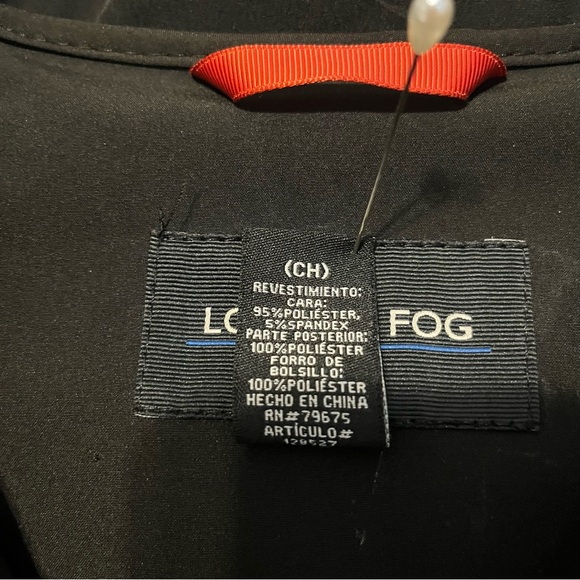 (CH)
REVESTIMIENTO:
CARA:
95%POLIÉSTER,
5%SPANDEX
PARTE POSTERIOR:
100%POLIÉSTER
FORRO DE
BOLSILLO:
100%POLIÉSTER
HECHO EN CHINA
RN#79675
ARTÍCULO#
129527
LO FOG